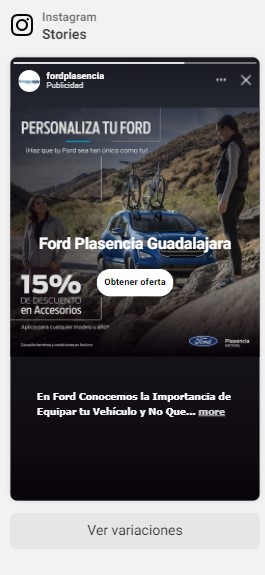 Instagram
Stories
fordplasencia
Publicidad
PERSONALIZA TU FORD
¡Haz que tu Ford sea tan único como tu!
Ford Plasencia Guadalajara
15%
DE DESCUENTO
en Accesorios
Obtener oferta
Aplica para cualquier modelo y año*
Consulta términos y condiciones en
Ford
Plasencia
En Ford Conocemos la Importancia de
Equipar tu Vehículo y No Que... more
Ver variaciones